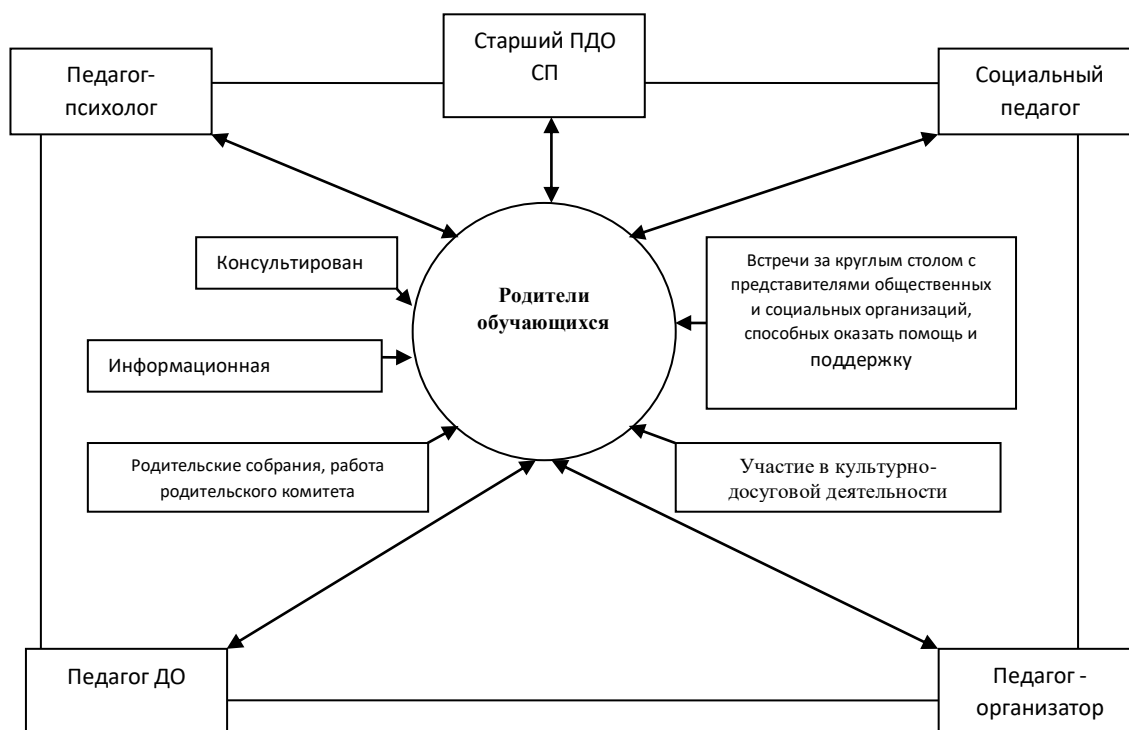 Старший ПДО
СП
Педагог-
психолог
Социальный
педагог
Консультирован
Родители
обучающихся
Встречи за круглым столом с
представителями общественных
и социальных организаций,
способных оказать помощь и
поддержку
Информационная
Родительские собрания, работа
родительского комитета
Участие в культурно-
досуговой деятельности
Педагог ДО
Педагог -
организатор